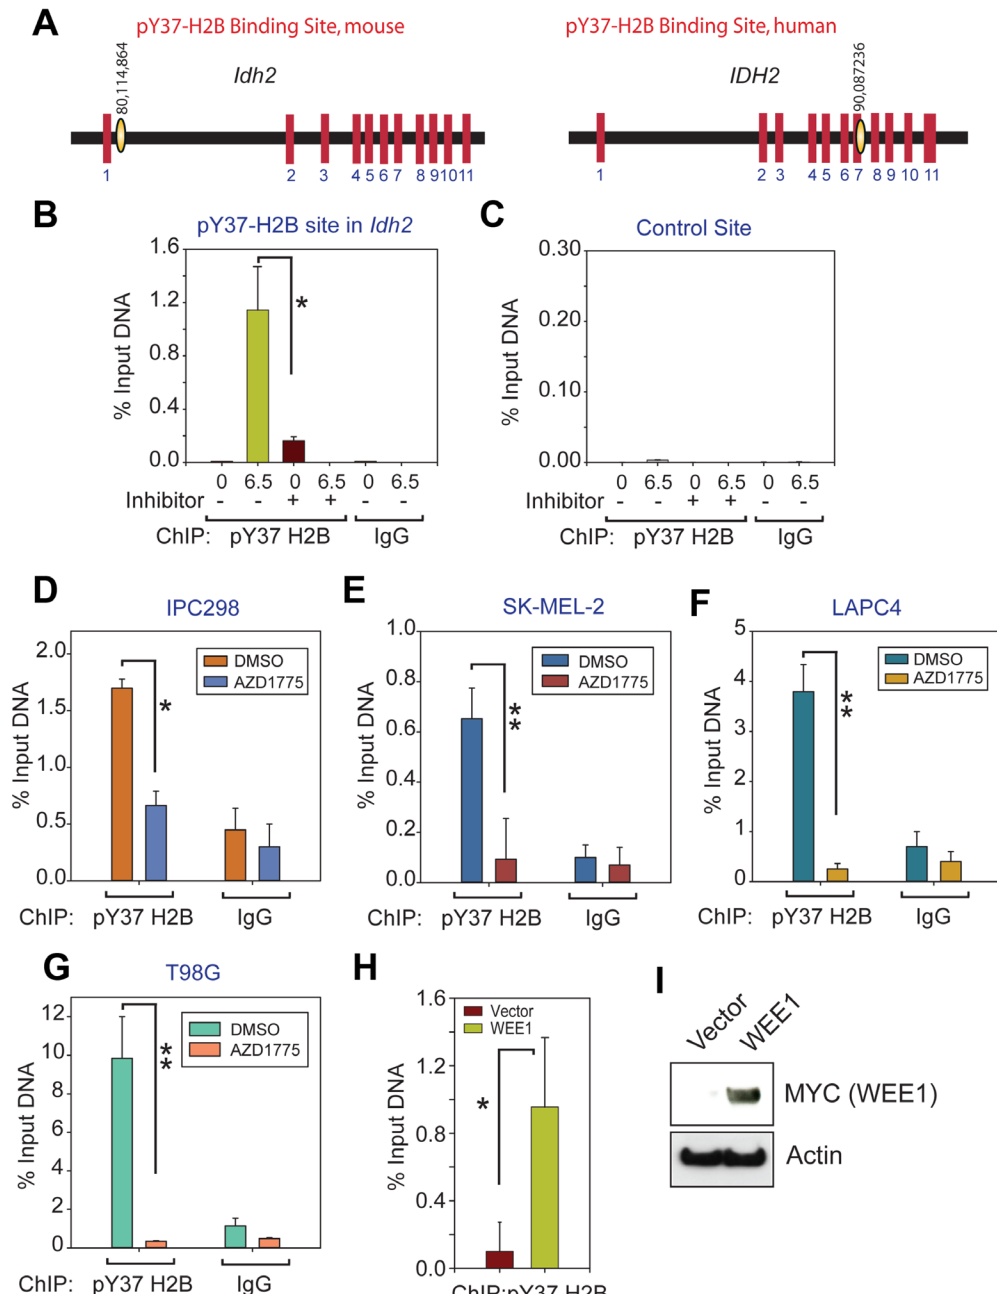 A
pY37-H2B Binding Site, mouse
pY37-H2B Binding Site, human
80,114,864
Idh2
IDH2
90,087236
1 2 3 4 5 6 7 8 9 10 11
1 2 3 4 5 6 7 8 9 10 11
B
pY37-H2B site in Idh2
% Input DNA
1.6
1.2
0.8
0.4
0.0
*
0 6.5 0 6.5 0 6.5
Inhibitor - - + + - -
ChIP: pY37 H2B IgG
C
Control Site
% Input DNA
0.30
0.20
0.10
0.00
0 6.5 0 6.5 0 6.5
Inhibitor - - + + - -
ChIP: pY37 H2B IgG
D
IPC298
% Input DNA
2.0
1.5
1.0
0.5
0.0
DMSO
AZD1775
*
ChIP: pY37 H2B IgG
E
SK-MEL-2
% Input DNA
1.0
0.8
0.6
0.4
0.2
0.0
DMSO
AZD1775
**
ChIP: pY37 H2B IgG
F
LAPC4
% Input DNA
5
4
3
2
1
0
DMSO
AZD1775
**
ChIP: pY37 H2B IgG
G
T98G
% Input DNA
12
10
8
6
4
2
0
DMSO
AZD1775
**
ChIP: pY37 H2B IgG
H
% Input DNA
1.6
1.2
0.8
0.4
0.0
Vector
WEE1
*
ChIP:pY37 H2B
I
Vector
WEE1
MYC (WEE1)
Actin